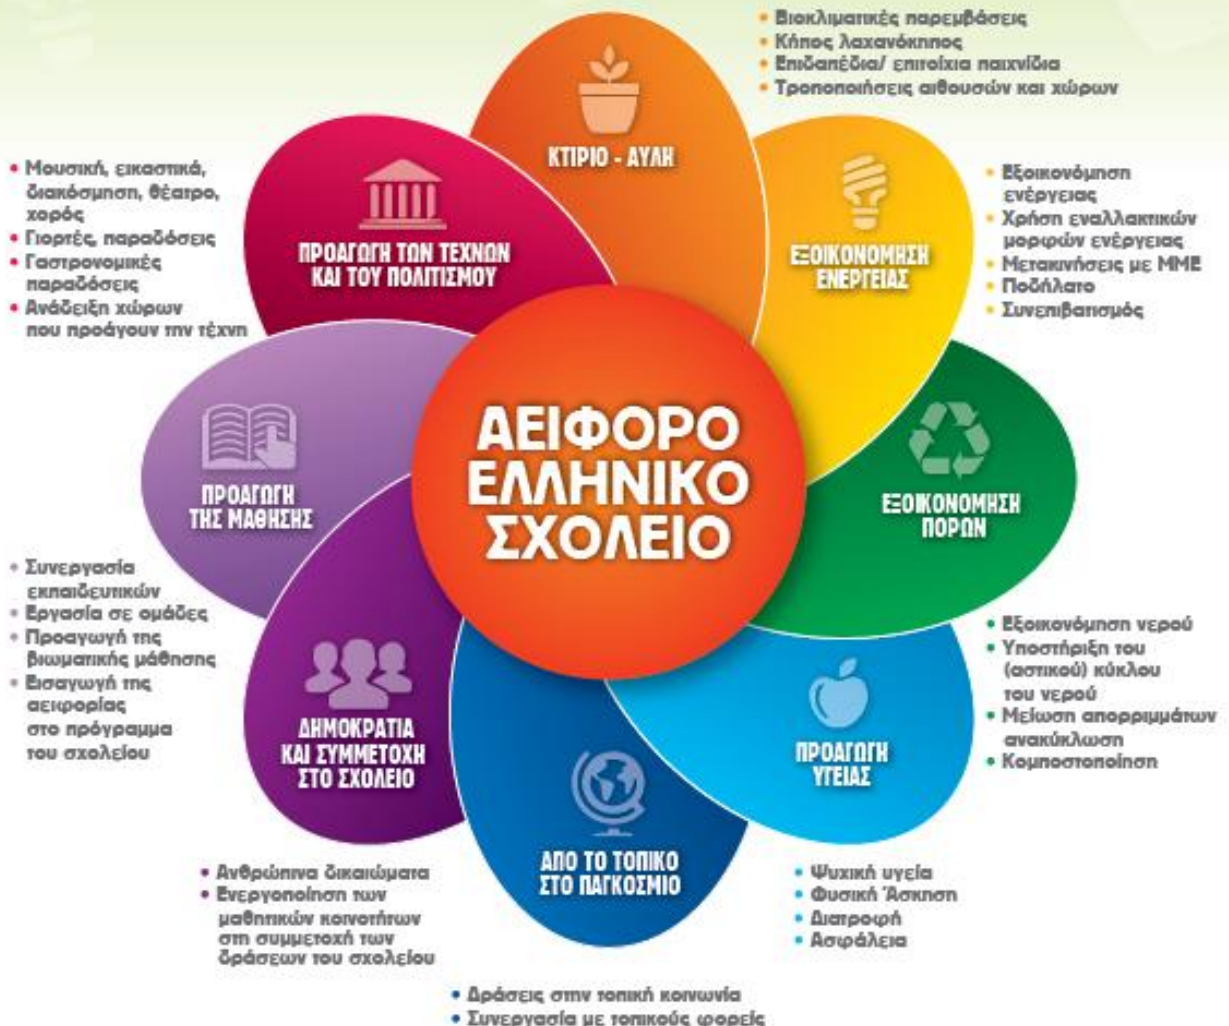 • Βιοκλιματικές παρεμβάσεις
• Κήπος λαχανόκηπος
• Επιδαπέδια/ επιτοίχια παιχνίδια
• Τροποποιήσεις αιθουσών και χώρων
ΚΤΙΡΙΟ - ΑΥΛΗ
• Εξοικονόμηση
ενέργειας
• Χρήση εναλλακτικών
μορφών ενέργειας
• Μετακινήσεις με ΜΜΕ
• Ποδήλατο
• Συνεπιβατισμός
ΕΞΟΙΚΟΝΟΜΗΣΗ
ΕΝΕΡΓΕΙΑΣ
ΕΞΟΙΚΟΝΟΜΗΣΗ
ΠΟΡΩΝ
• Εξοικονόμηση νερού
• Υποστήριξη του
(αστικού) κύκλου
του νερού
• Μείωση απορριμμάτων
ανακύκλωση
• Κομποστοποίηση
ΠΡΟΑΓΩΓΗ
ΥΓΕΙΑΣ
• Ψυχική υγεία
• Φυσική Άσκηση
• Διατροφή
• Ασφάλεια
ΑΠΟ ΤΟ ΤΟΠΙΚΟ
ΣΤΟ ΠΑΓΚΟΣΜΙΟ
• Δράσεις στην τοπική κοινωνία
• Συνεργασία με τοπικούς φορείς
ΔΗΜΟΚΡΑΤΙΑ
ΚΑΙ ΣΥΜΜΕΤΟΧΗ
ΣΤΟ ΣΧΟΛΕΙΟ
• Ανθρώπινα δικαιώματα
• Ενεργοποίηση των
μαθητικών κοινοτήτων
στη συμμετοχή των
δράσεων του σχολείου
ΠΡΟΑΓΩΓΗ
ΤΗΣ ΜΑΘΗΣΗΣ
• Συνεργασία
εκπαιδευτικών
• Εργασία σε ομάδες
• Προαγωγή της
βιωματικής μάθησης
• Εισαγωγή της
αειφορίας
στο πρόγραμμα
του σχολείου
ΠΡΟΑΓΩΓΗ ΤΩΝ ΤΕΧΝΩΝ
ΚΑΙ ΤΟΥ ΠΟΛΙΤΙΣΜΟΥ
• Μουσική, εικαστικά,
διακόσμηση, θέατρο,
χορός
• Γιορτές, παραδόσεις
• Γαστρονομικές
παραδόσεις
• Ανάδειξη χώρων
που προάγουν την τέχνη
ΑΕΙΦΟΡΟ
ΕΛΛΗΝΙΚΟ
ΣΧΟΛΕΙΟ